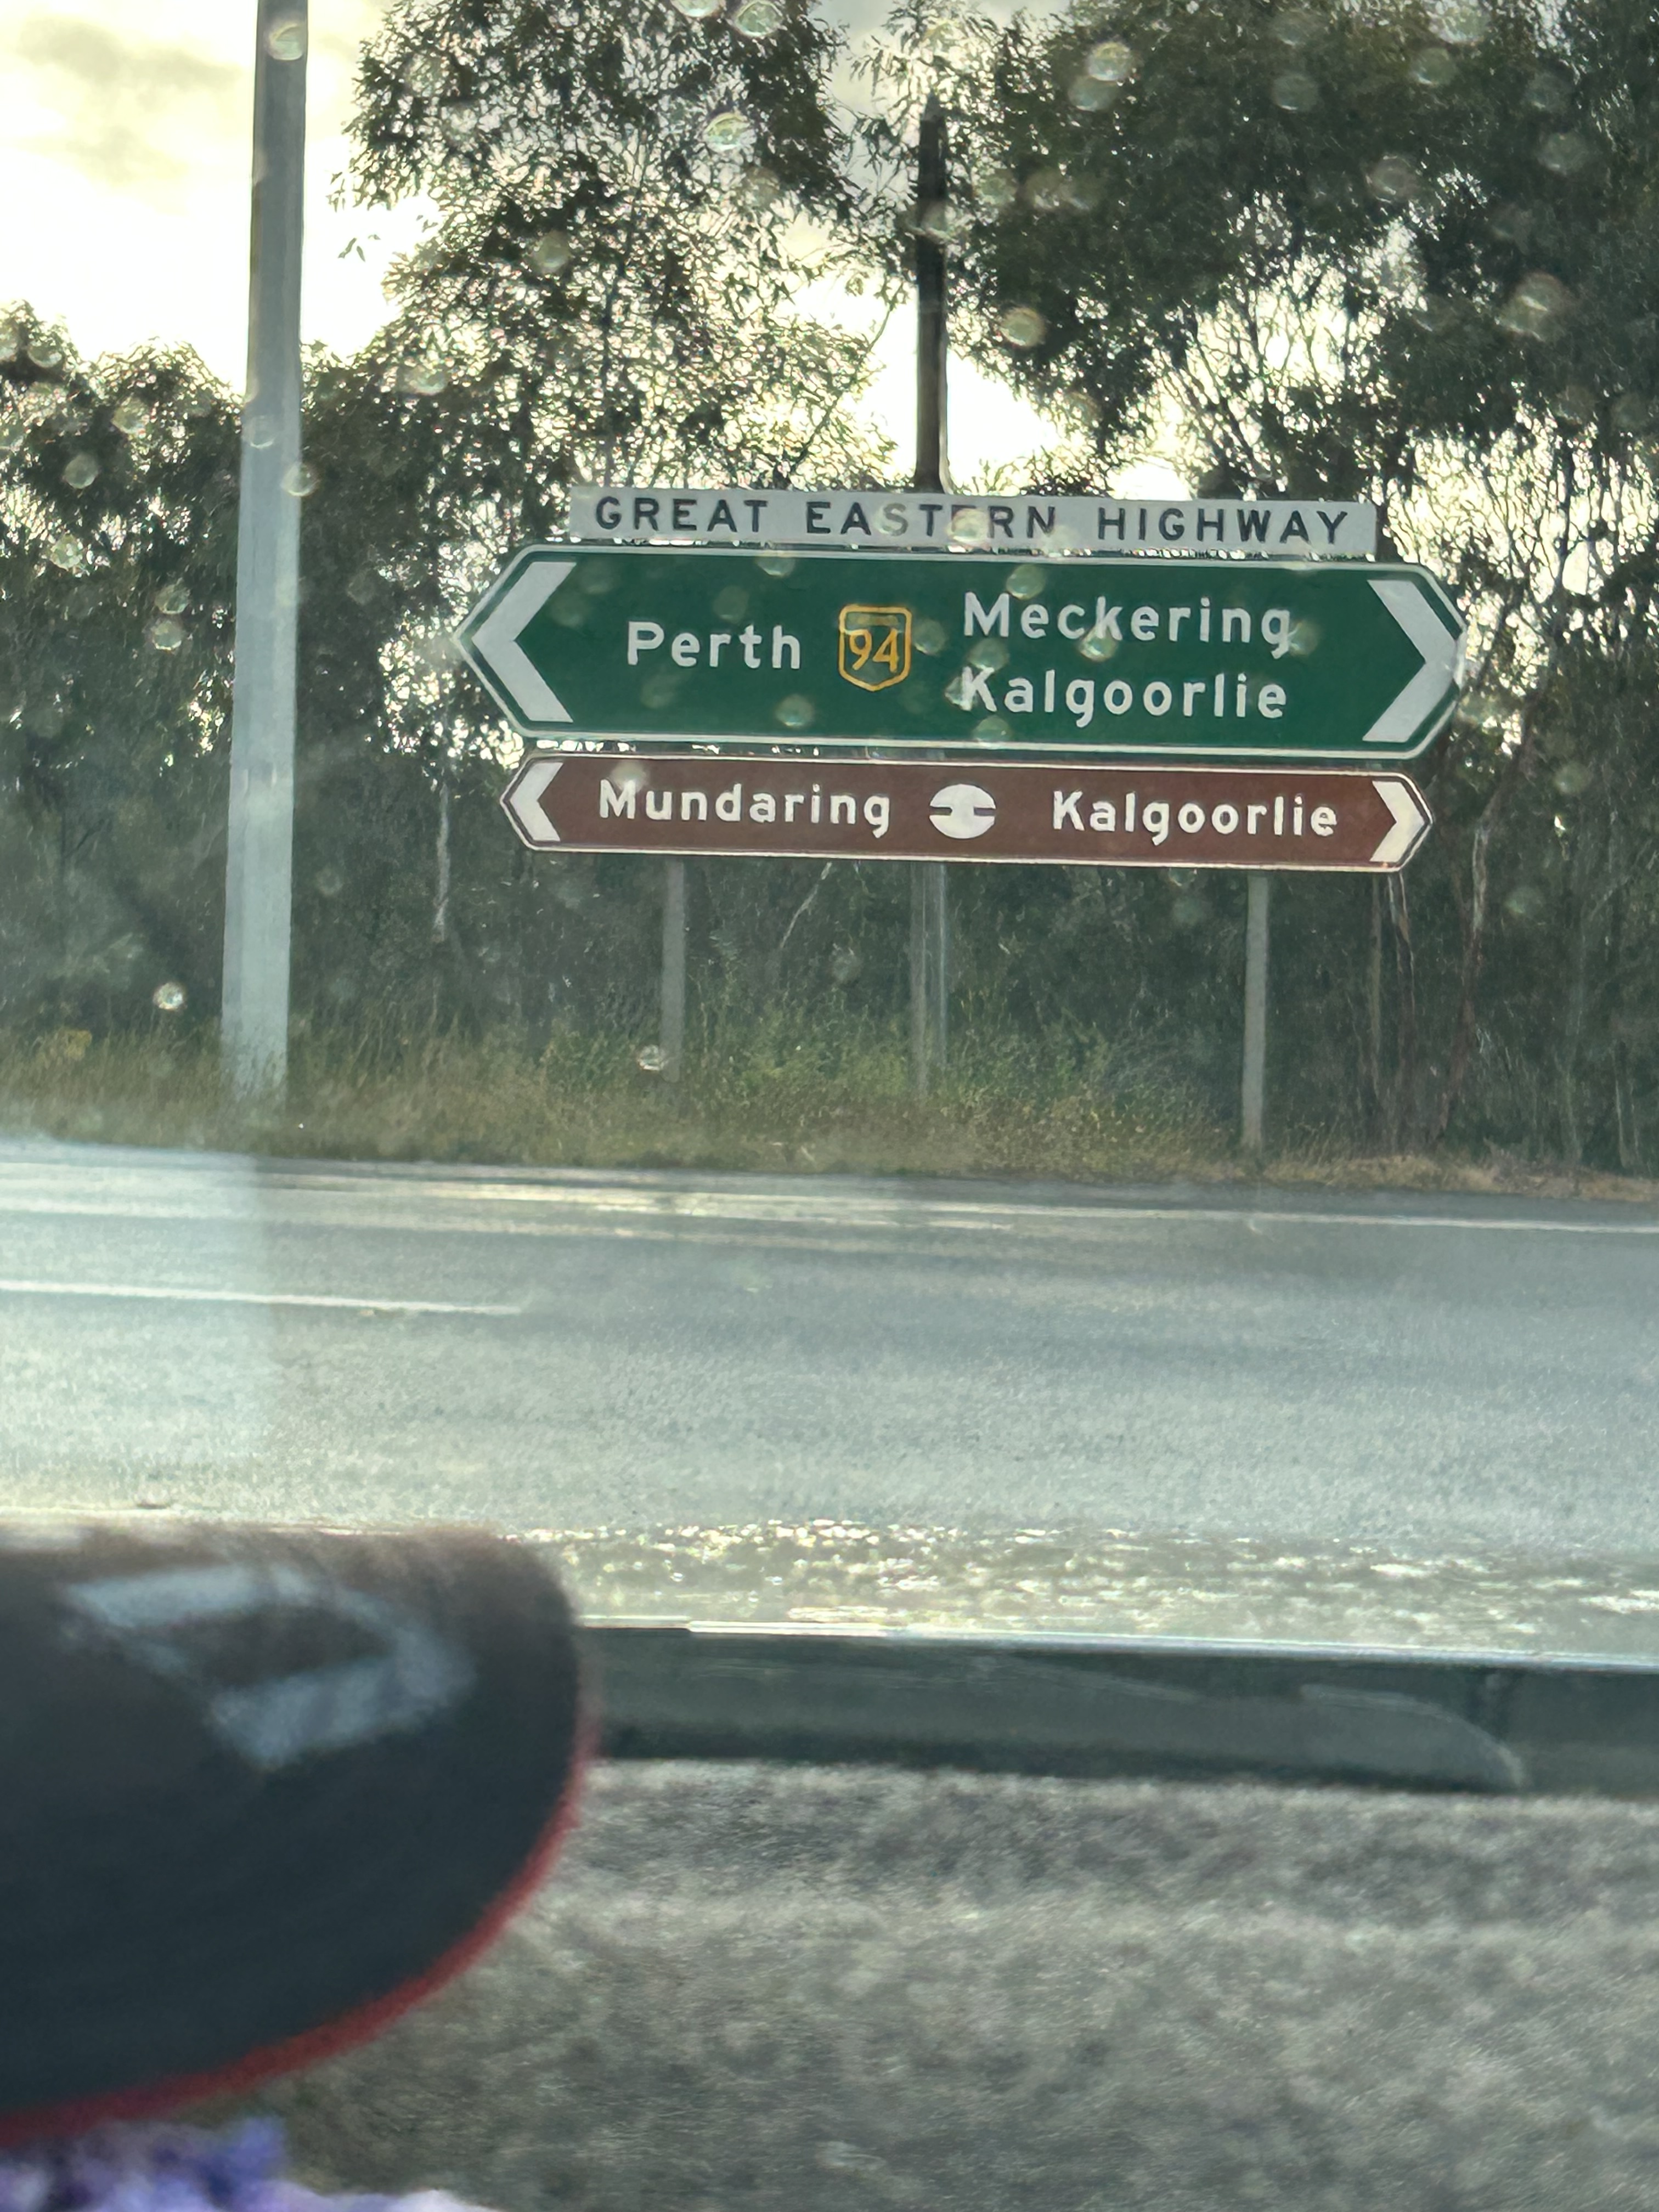 GREAT EASTERN HIGHWAY
Perth 94 Meckering
Kalgoorlie
Mundaring Kalgoorlie